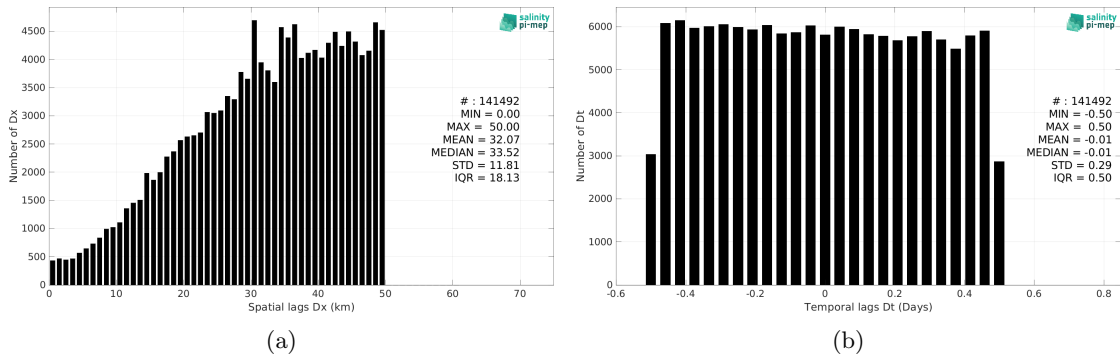 4500
4000
3500
3000
2500
2000
1500
1000
500
0
Number of Dx
0 10 20 30 40 50 60 70
Spatial lags Dx (km)
salinity
pi-mep
# : 141492
MIN = 0.00
MAX = 50.00
MEAN = 32.07
MEDIAN = 33.52
STD = 11.81
IQR = 18.13
(a)
6000
5000
4000
3000
2000
1000
0
Number of Dt
-0.6 -0.4 -0.2 0 0.2 0.4 0.6 0.8
Temporal lags Dt (Days)
salinity
pi-mep
# : 141492
MIN = -0.50
MAX = 0.50
MEAN = -0.01
MEDIAN = -0.01
STD = 0.29
IQR = 0.50
(b)